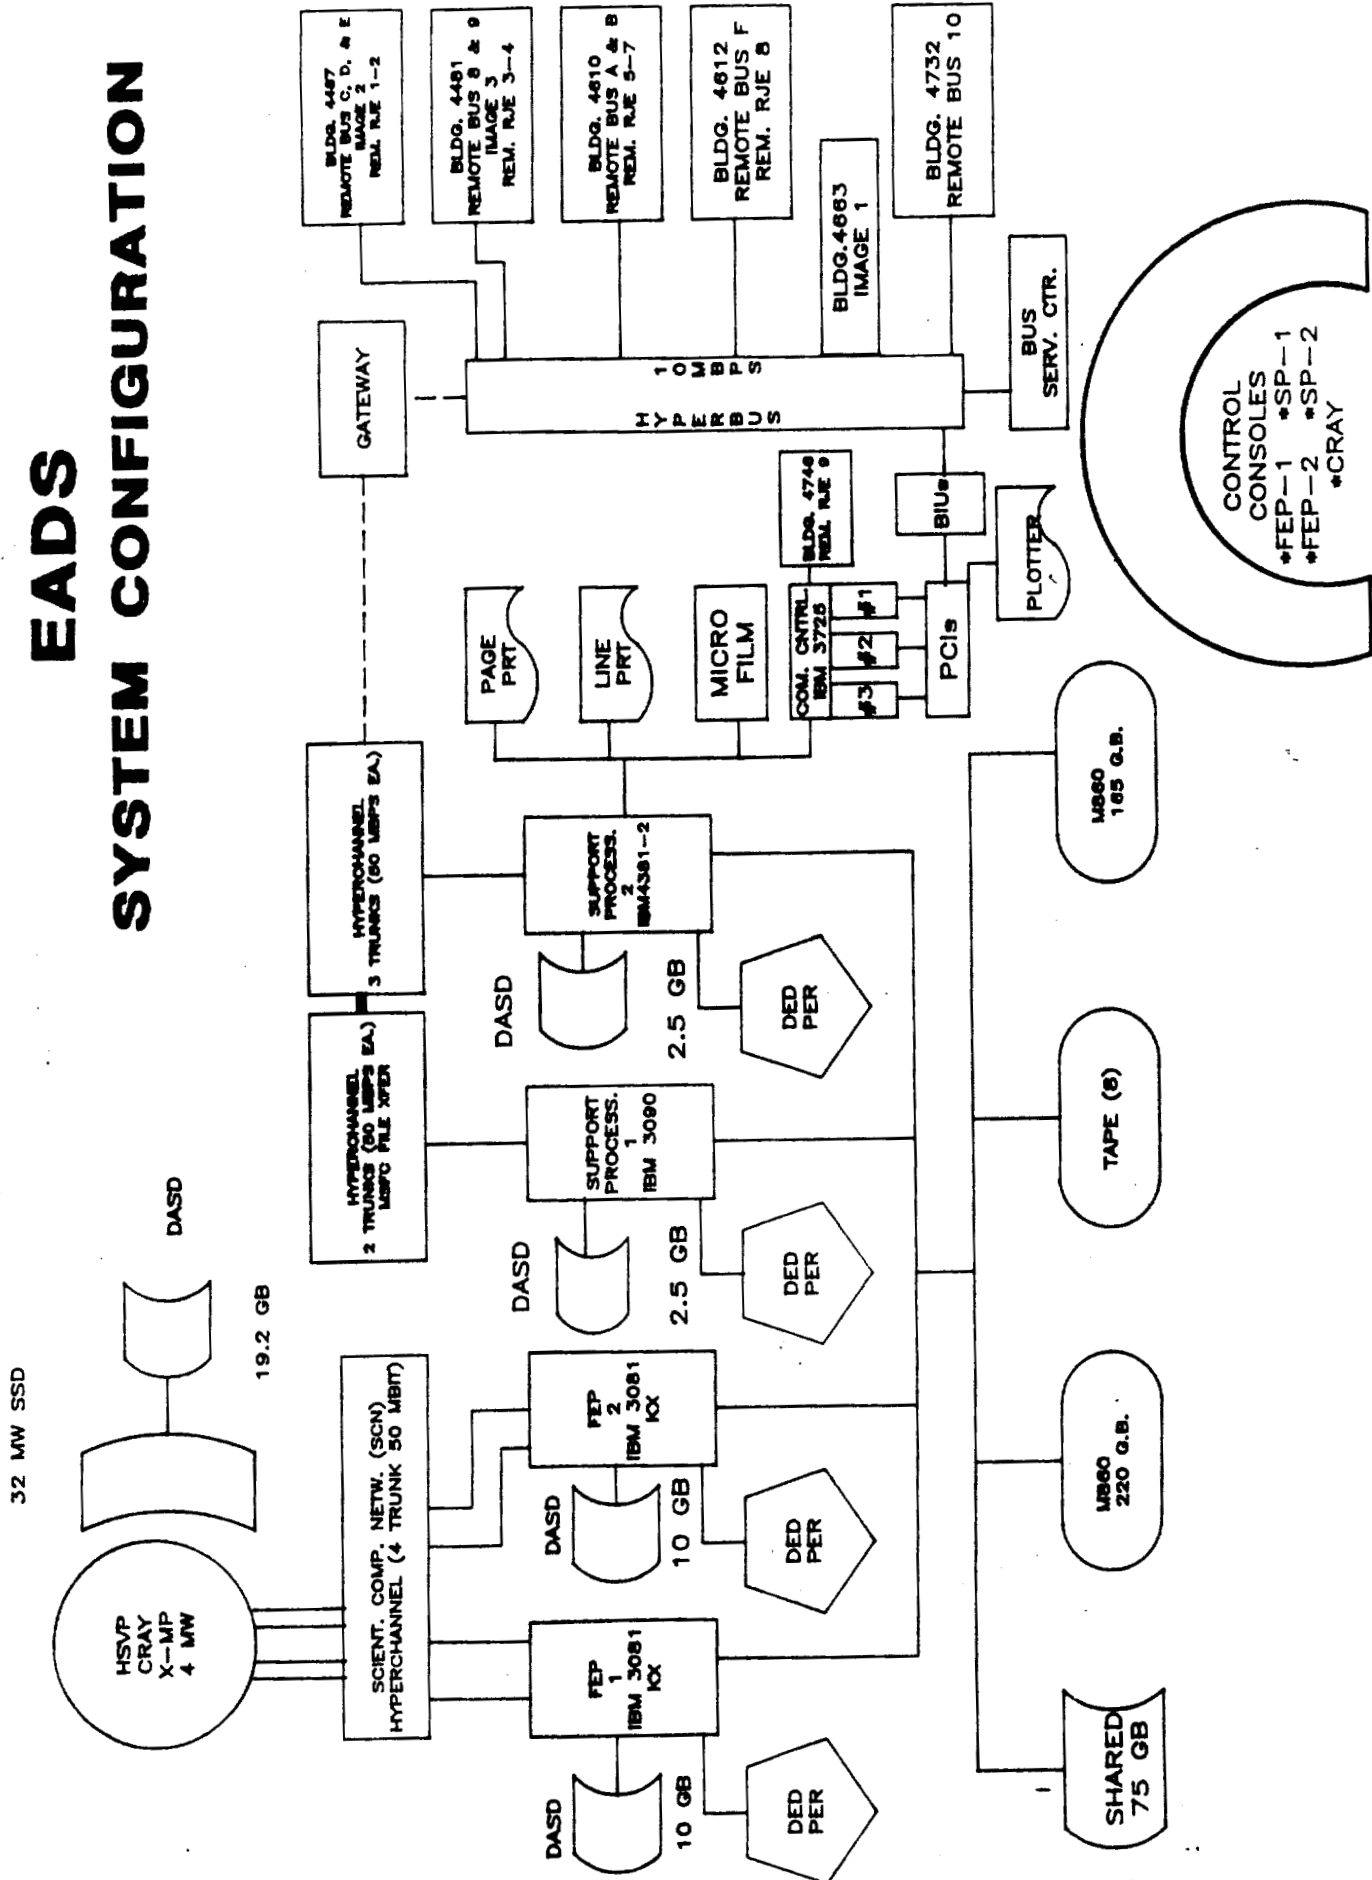 EADS
SYSTEM CONFIGURATION
32 MW SSD
HSVP
CRAY
X-MP
4 MW
DASD
19.2 GB
SCIENT. COMP. NETW. (SCN)
HYPERCHANNEL (4 TRUNK 50 MBIT)
HYPERCHANNEL
2 TRUNKS (50 MBPS EA.)
MSFC FILE XFER
HYPERCHANNEL
3 TRUNKS (50 MBPS EA.)
GATEWAY
BLDG. 4487
REMOTE BUS C, D, & E
IMAGE 2
REM. RJE 1-2
BLDG. 4481
REMOTE BUS 8 & 9
IMAGE 3
REM. RJE 3-4
BLDG. 4610
REMOTE BUS A & B
REM. RJE 5-7
BLDG. 4612
REMOTE BUS F
REM. RJE 8
BLDG.4663
IMAGE 1
BLDG. 4732
REMOTE BUS 10
HYPERBUS
10MBPS
BUS
SERV. CTR.
FEP
1
IBM 3081
KX
DASD
10 GB
DED
PER
FEP
2
IBM 3081
KX
DASD
10 GB
DED
PER
SUPPORT
PROCESS.
1
IBM 3090
DASD
2.5 GB
DED
PER
SUPPORT
PROCESS.
2
IBM4381-2
DASD
2.5 GB
DED
PER
PAGE
PRT
LINE
PRT
MICRO
FILM
COM. CNTRL.
IBM 3725
#3
#2
#1
BLDG. 4746
REM. RJE 9
PCIs
BIUs
PLOTTER
SHARED
75 GB
M860
220 G.B.
TAPE (8)
M860
165 G.B.
CONTROL
CONSOLES
*FEP-1 *SP-1
*FEP-2 *SP-2
*CRAY